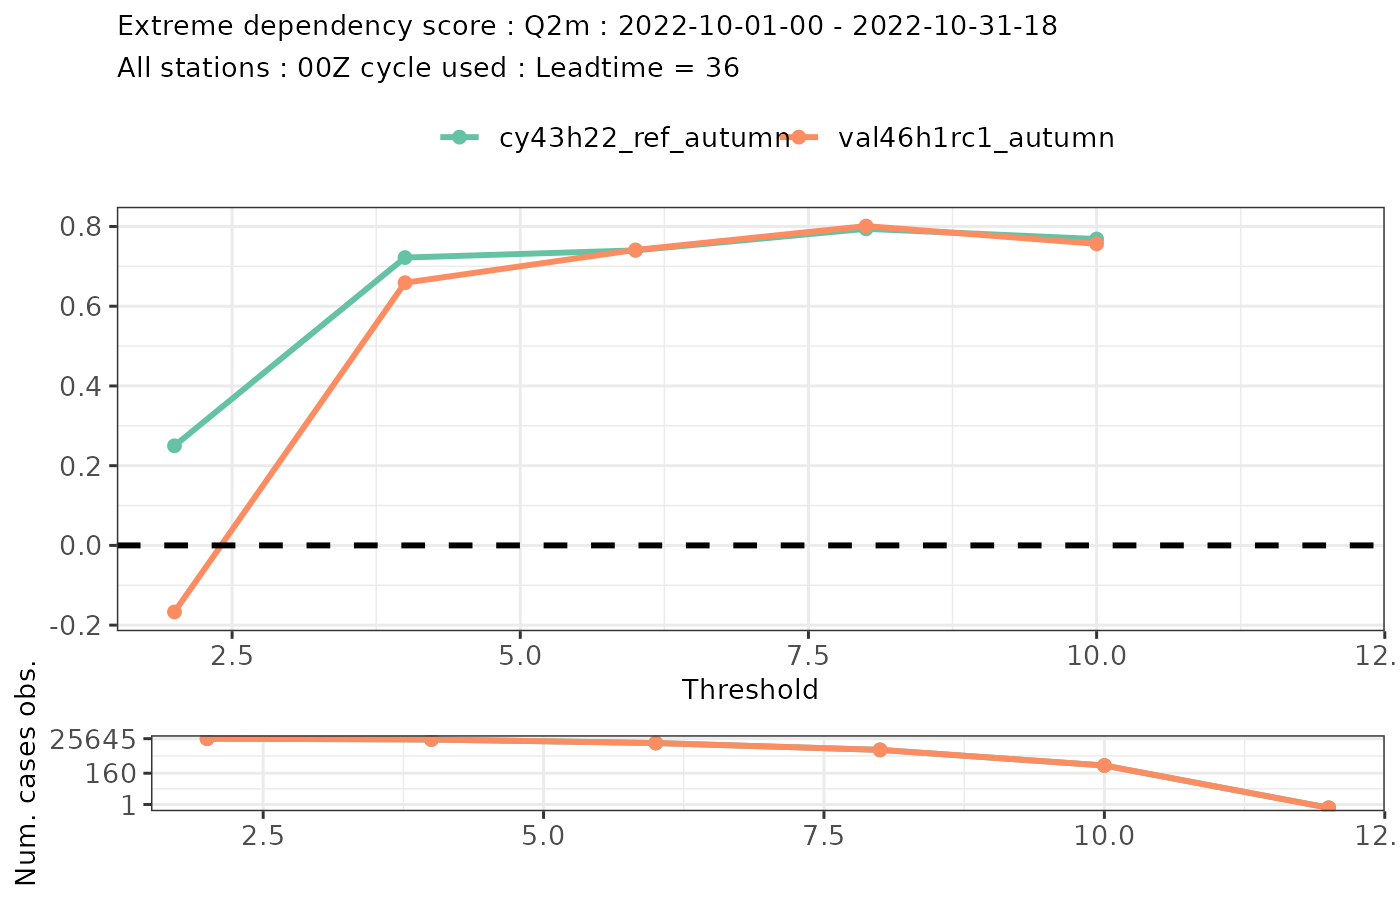 Extreme dependency score : Q2m : 2022-10-01-00 - 2022-10-31-18
All stations : 00Z cycle used : Leadtime = 36
cy43h22_ref_autumn val46h1rc1_autumn
0.8
0.6
0.4
0.2
0.0
-0.2
2.5 5.0 7.5 10.0 12.
Threshold
Num. cases obs.
25645
160
1
2.5 5.0 7.5 10.0 12.